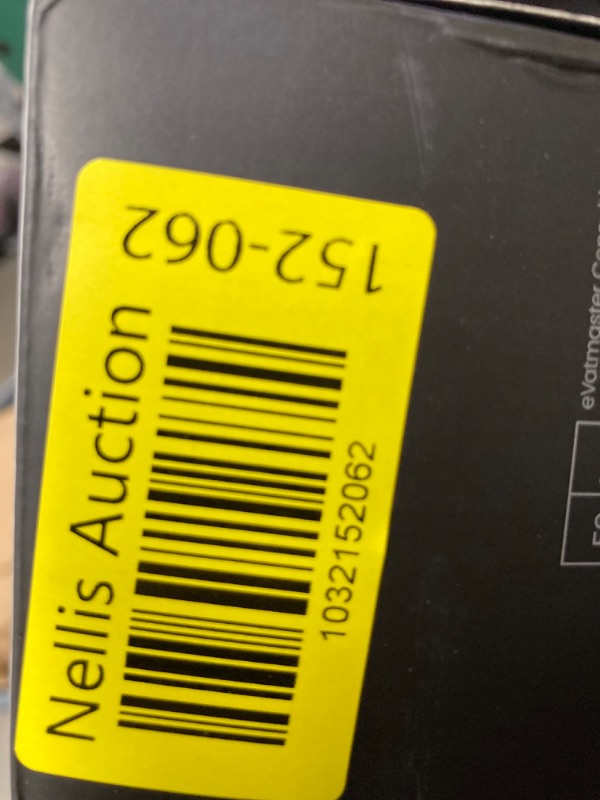 152-062
Nellis Auction
1032152062
eVatmaster